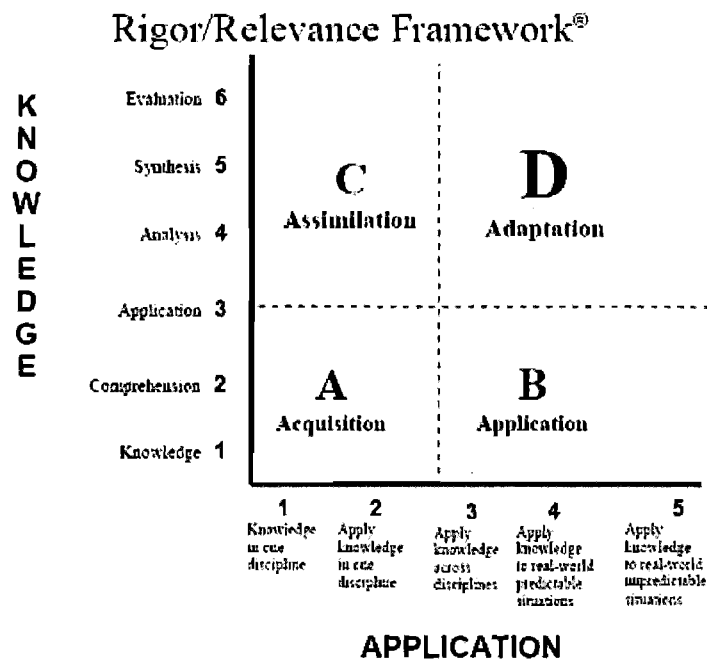 Rigor/Relevance Framework®
KNOWLEDGE
Evaluation 6
Synthesis 5
Analysis 4
Application 3
Comprehension 2
Knowledge 1
C
Assimilation
D
Adaptation
A
Acquisition
B
Application
1
Knowledge
in one
discipline
2
Apply
knowledge
in one
discipline
3
Apply
knowledge
across
disciplines
4
Apply
knowledge
to real-world
predictable
situations
5
Apply
knowledge
to real-world
unpredictable
situations
APPLICATION